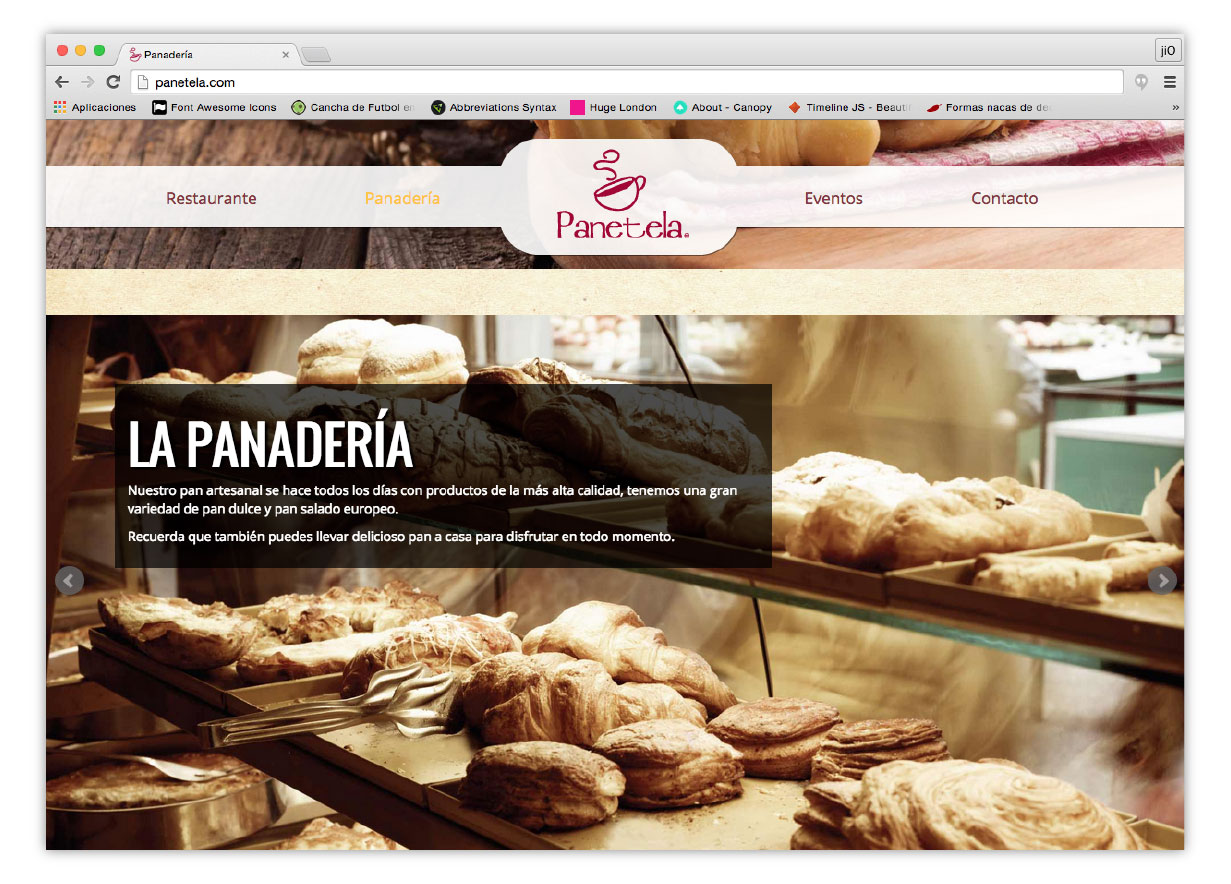 Panadería
jiO
panetela.com
Aplicaciones Font Awesome Icons Cancha de Futbol en Abbreviations Syntax Huge London About - Canopy Timeline JS - Beauti Formas nacas de de »
Restaurante Panadería Panetela® Eventos Contacto
LA PANADERÍA
Nuestro pan artesanal se hace todos los días con productos de la más alta calidad, tenemos una gran
variedad de pan dulce y pan salado europeo.
Recuerda que también puedes llevar delicioso pan a casa para disfrutar en todo momento.